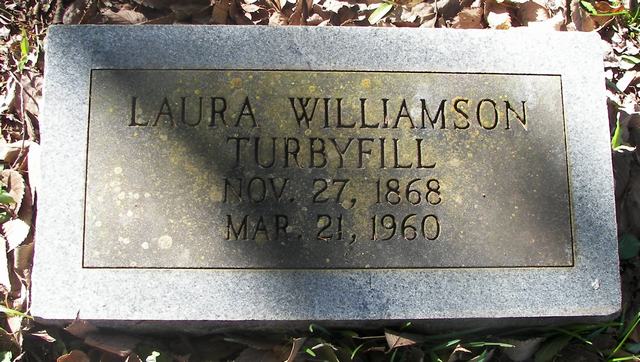 LAURA WILLIAMSON
TURBYFILL
NOV. 27, 1868
MAR. 21, 1960